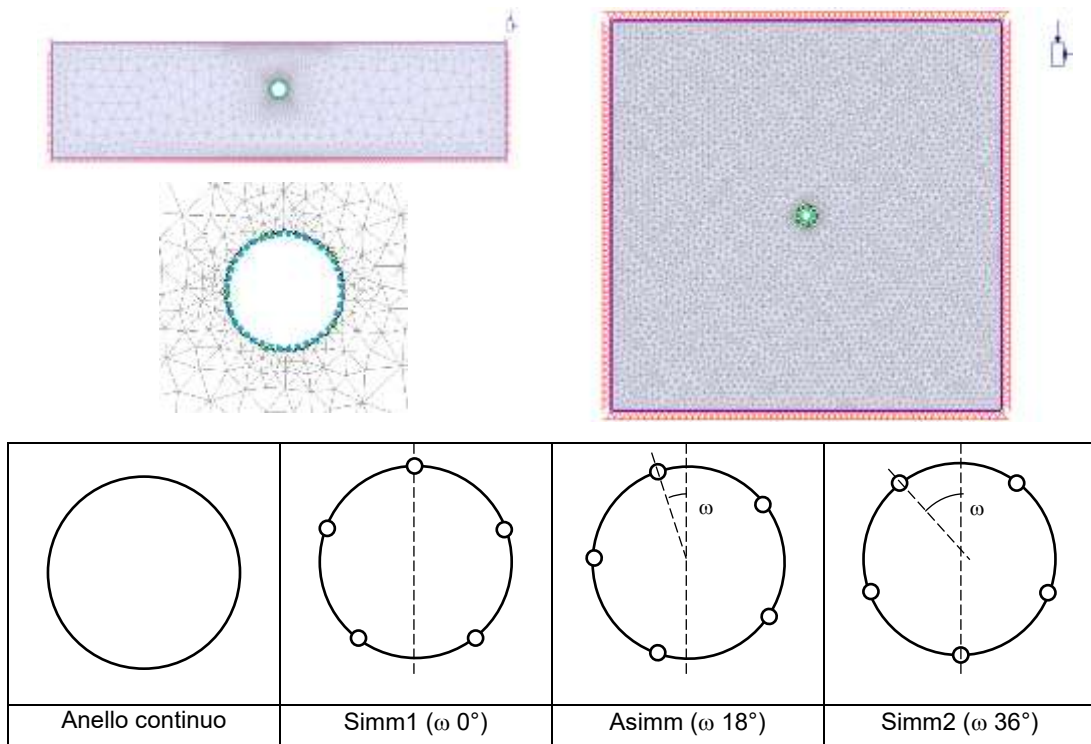 ω
ω
Anello continuo
Simm1 (ω 0°)
Asimm (ω 18°)
Simm2 (ω 36°)